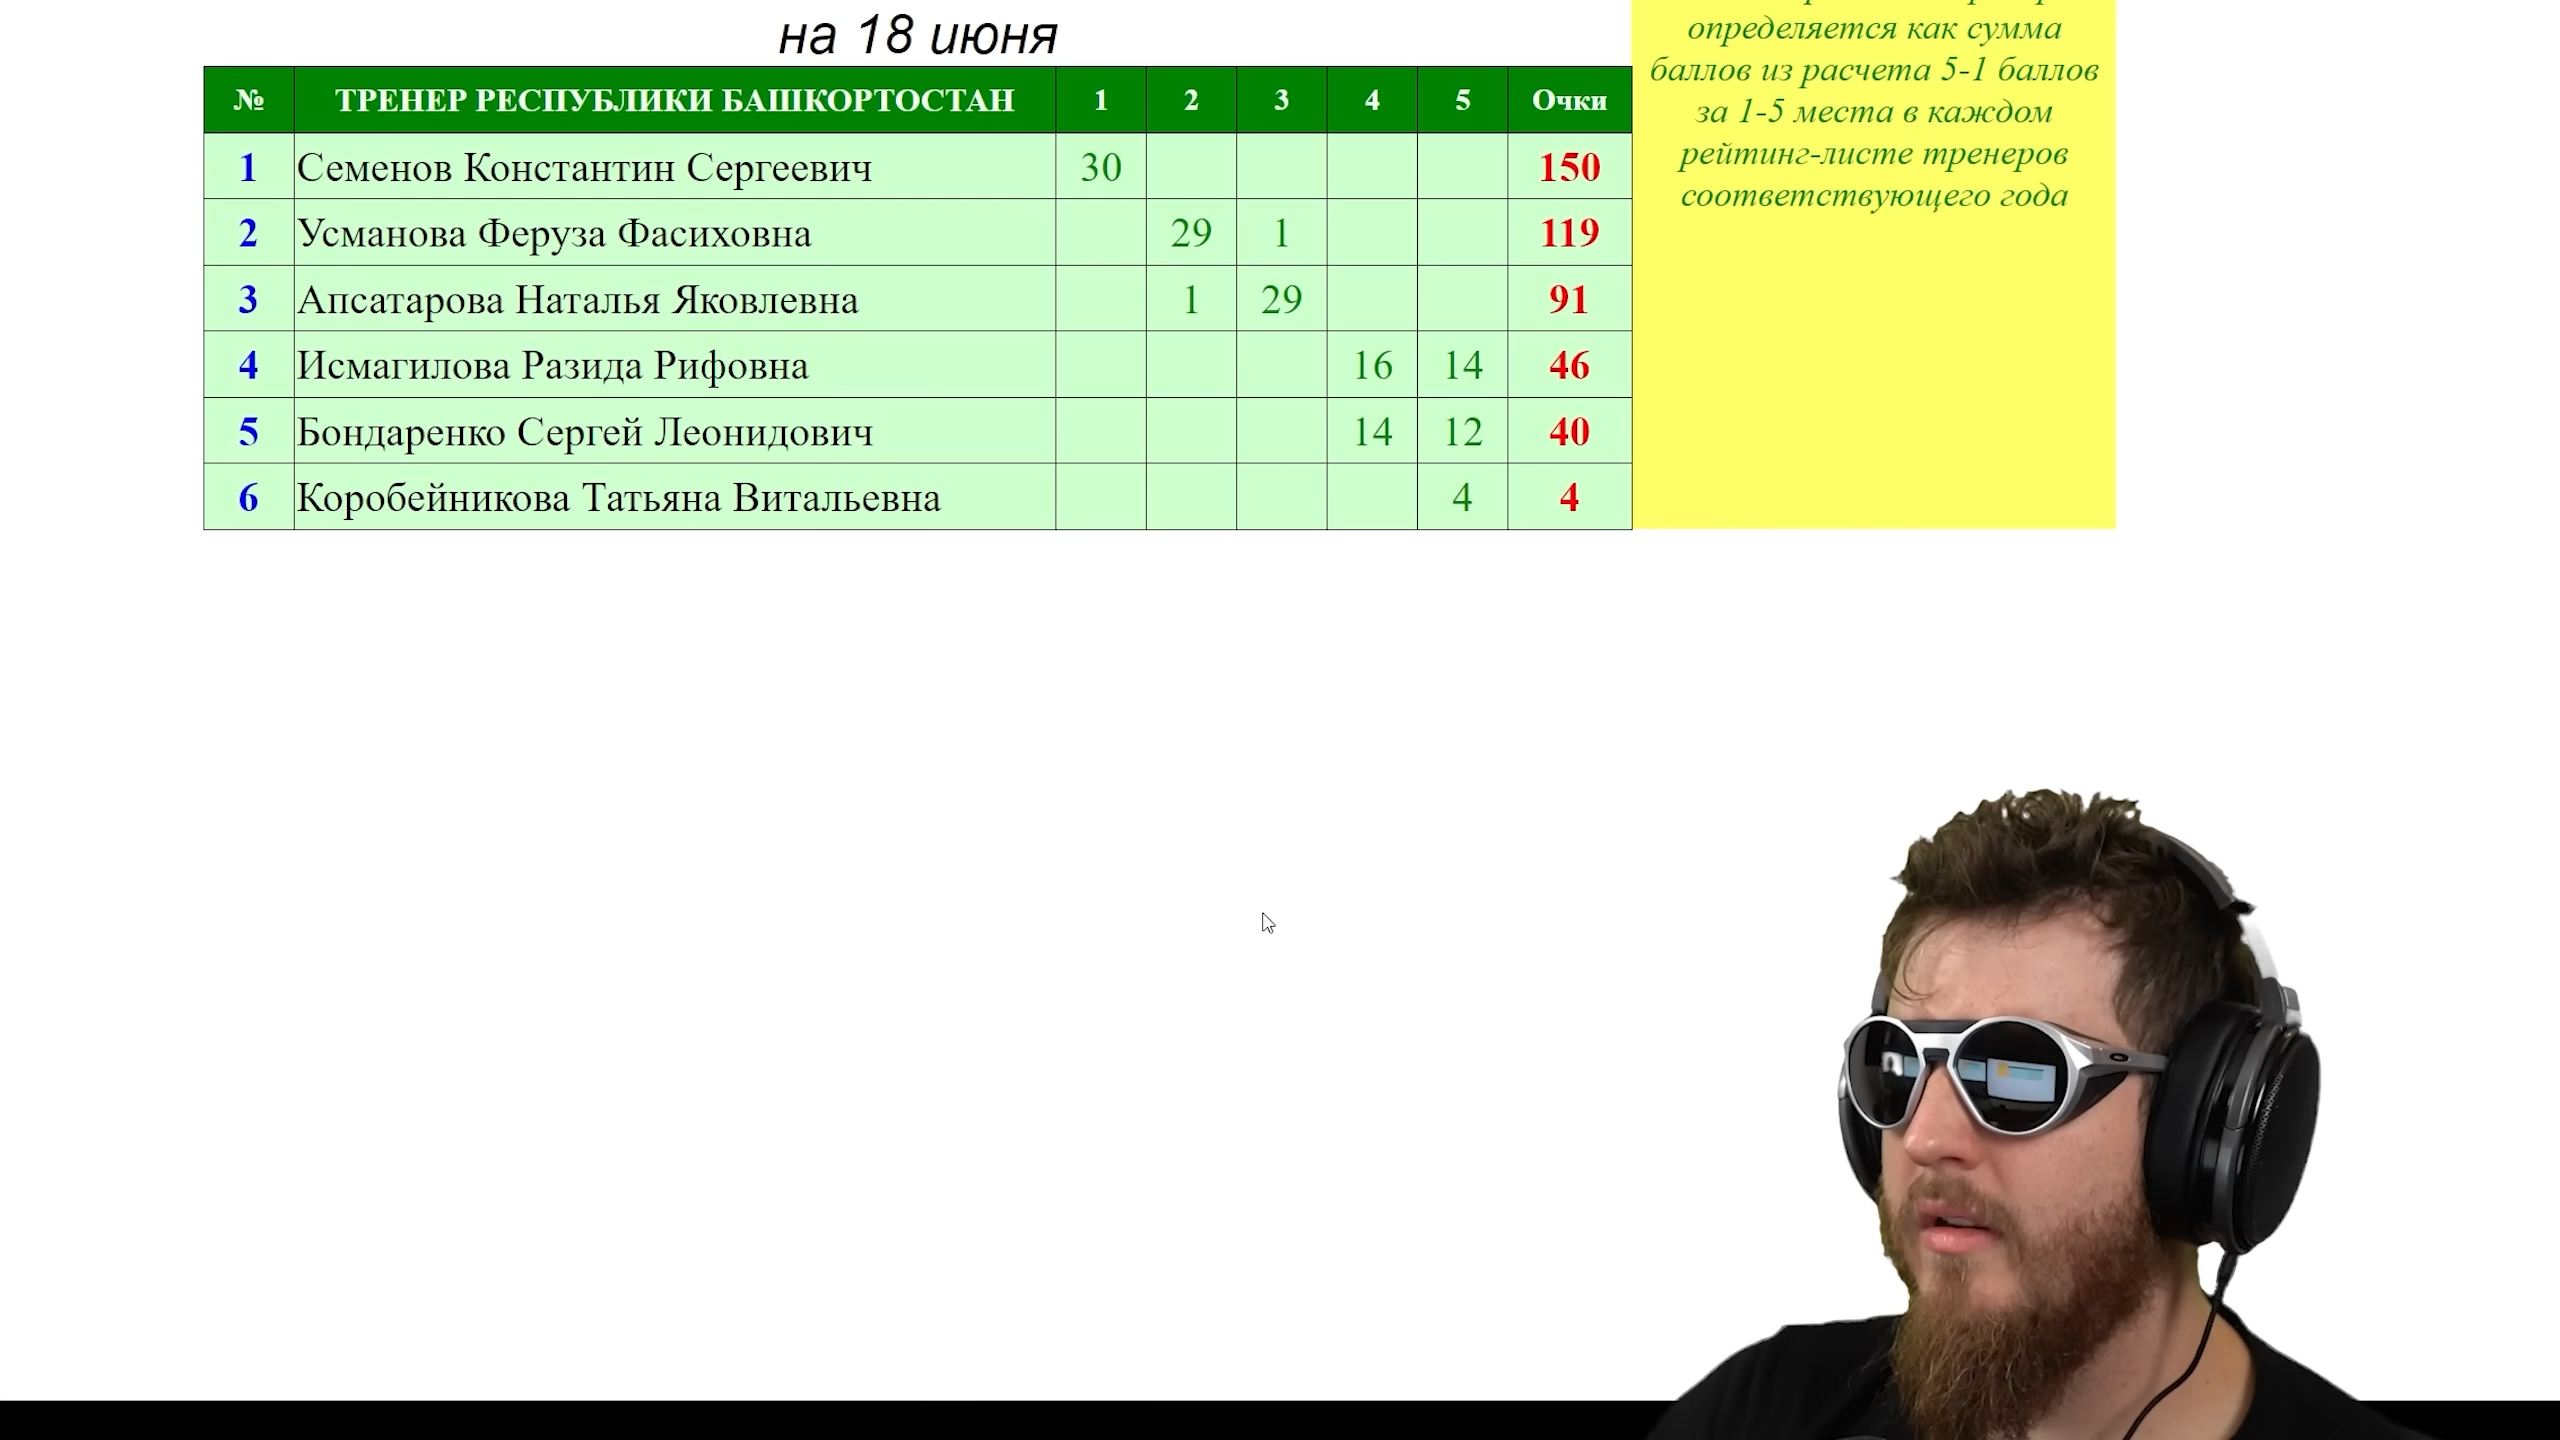 на 18 июня
№ ТРЕНЕР РЕСПУБЛИКИ БАШКОРТОСТАН 1 2 3 4 5 Очки
1 Семенов Константин Сергеевич 30 150
2 Усманова Феруза Фасиховна 29 1 119
3 Апсатарова Наталья Яковлевна 1 29 91
4 Исмагилова Разида Рифовна 16 14 46
5 Бондаренко Сергей Леонидович 14 12 40
6 Коробейникова Татьяна Витальевна 4 4
определяется как сумма
баллов из расчета 5-1 баллов
за 1-5 места в каждом
рейтинг-листе тренеров
соответствующего года